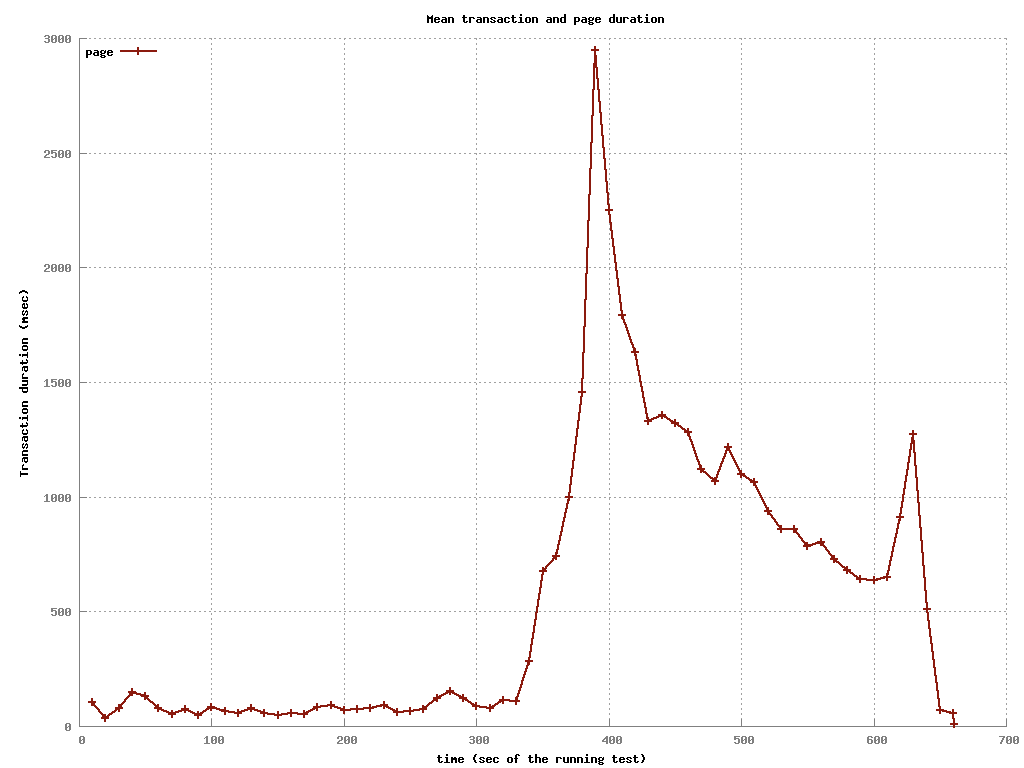 Mean transaction and page duration
page
3000
2500
2000
1500
1000
500
0
Transaction duration (msec)
0 100 200 300 400 500 600 700
time (sec of the running test)